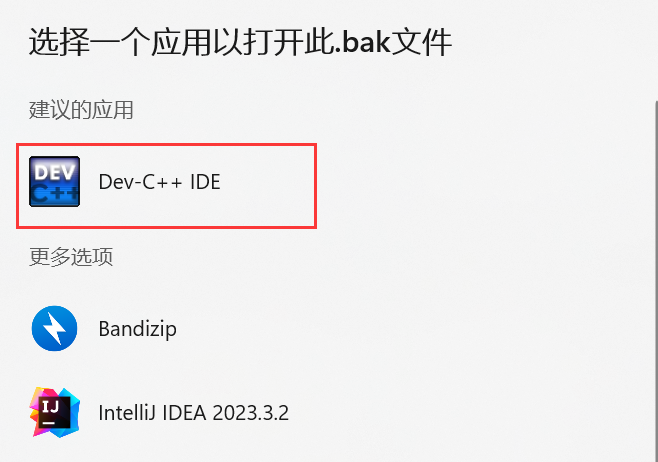 选择一个应用以打开此.bak文件
建议的应用
DEV
C++
Dev-C++ IDE
更多选项
Bandizip
IJ
IntelliJ IDEA 2023.3.2